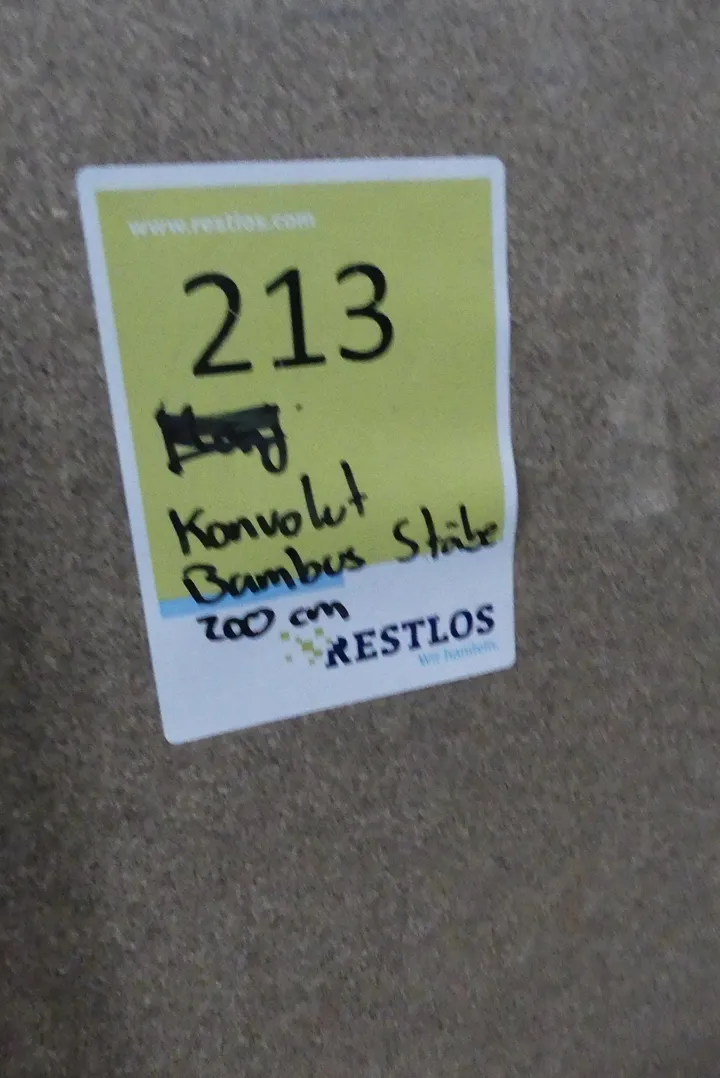 www.restlos.com
213
Konvolut
Bambus Stäbe
200 cm
RESTLOS
Wir handeln.